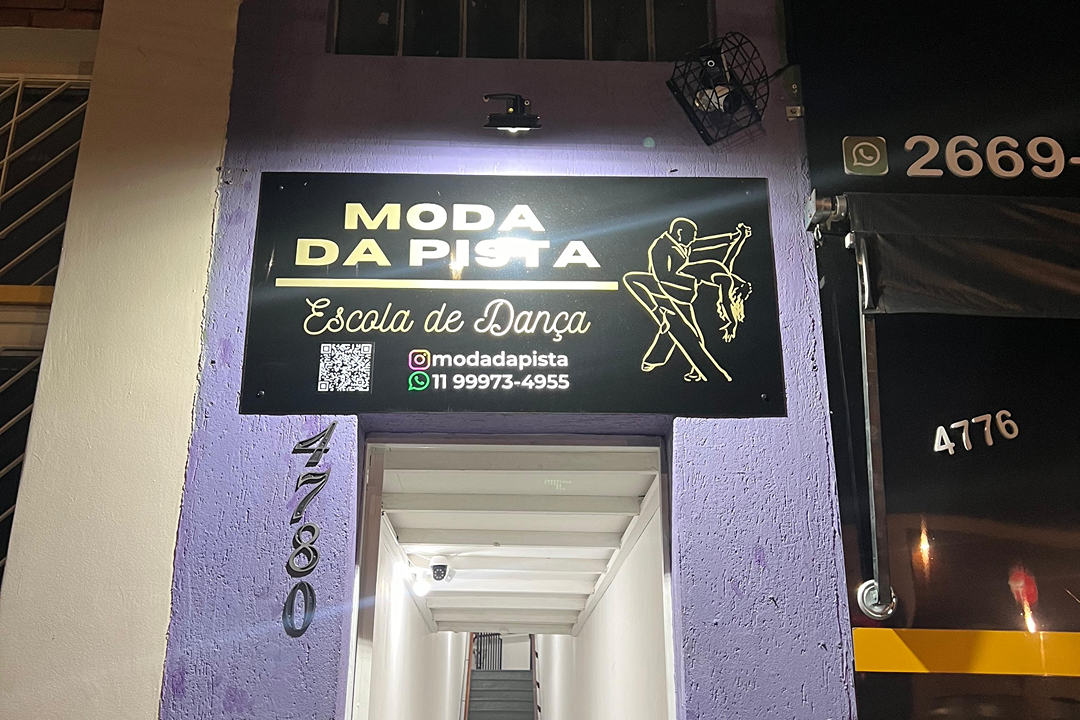 MODA
DA PISTA
Escola de Dança
modadapista
11 99973-4955
4780
2669-
4776